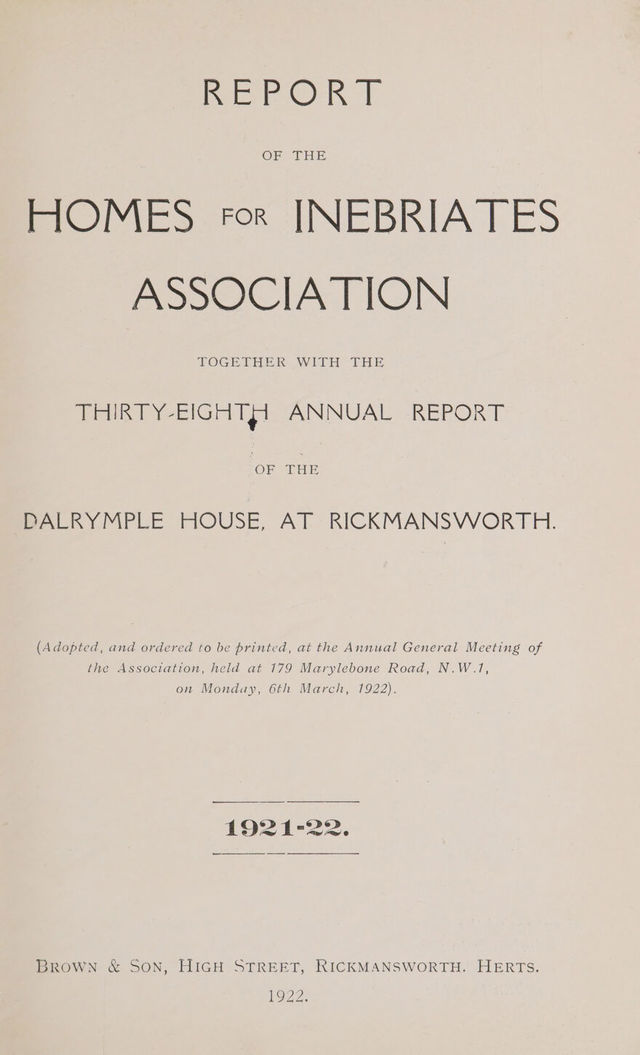 REPORT
OF THE
HOMES FOR INEBRIATES
ASSOCIATION
TOGETHER WITH THE
THIRTY-EIGHTH ANNUAL REPORT
OF THE
DALRYMPLE HOUSE, AT RICKMANSWORTH.
(Adopted, and ordered to be printed, at the Annual General Meeting of
the Association, held at 179 Marylebone Road, N.W.1,
on Monday, 6th March, 1922).
1921-22.
BROWN & SON, HIGH STREET, RICKMANSWORTH. HERTS.
1922.